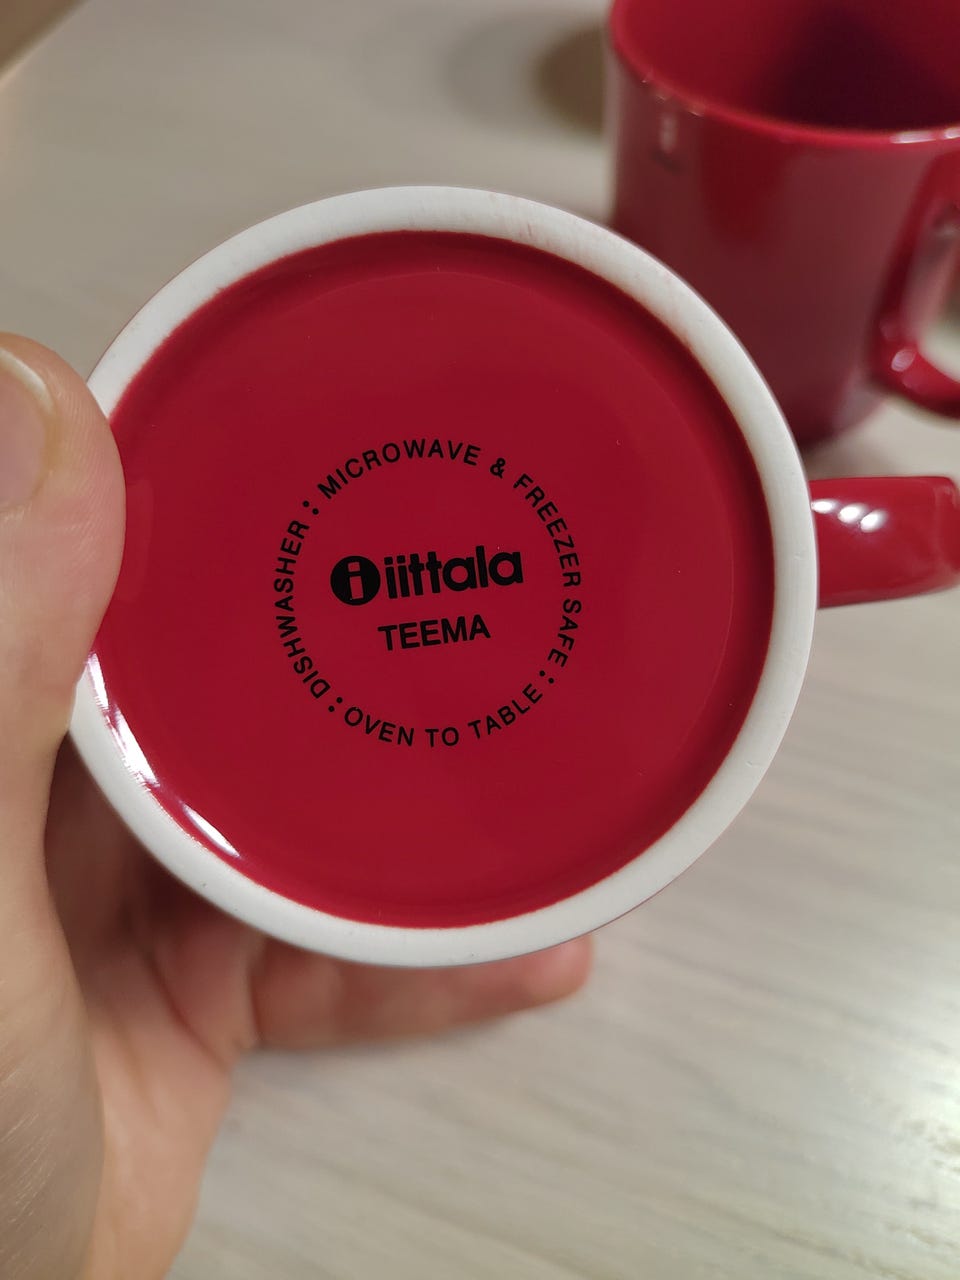 DISHWASHER : MICROWAVE & FREEZER SAFE :
i iittala
TEEMA
: OVEN TO TABLE